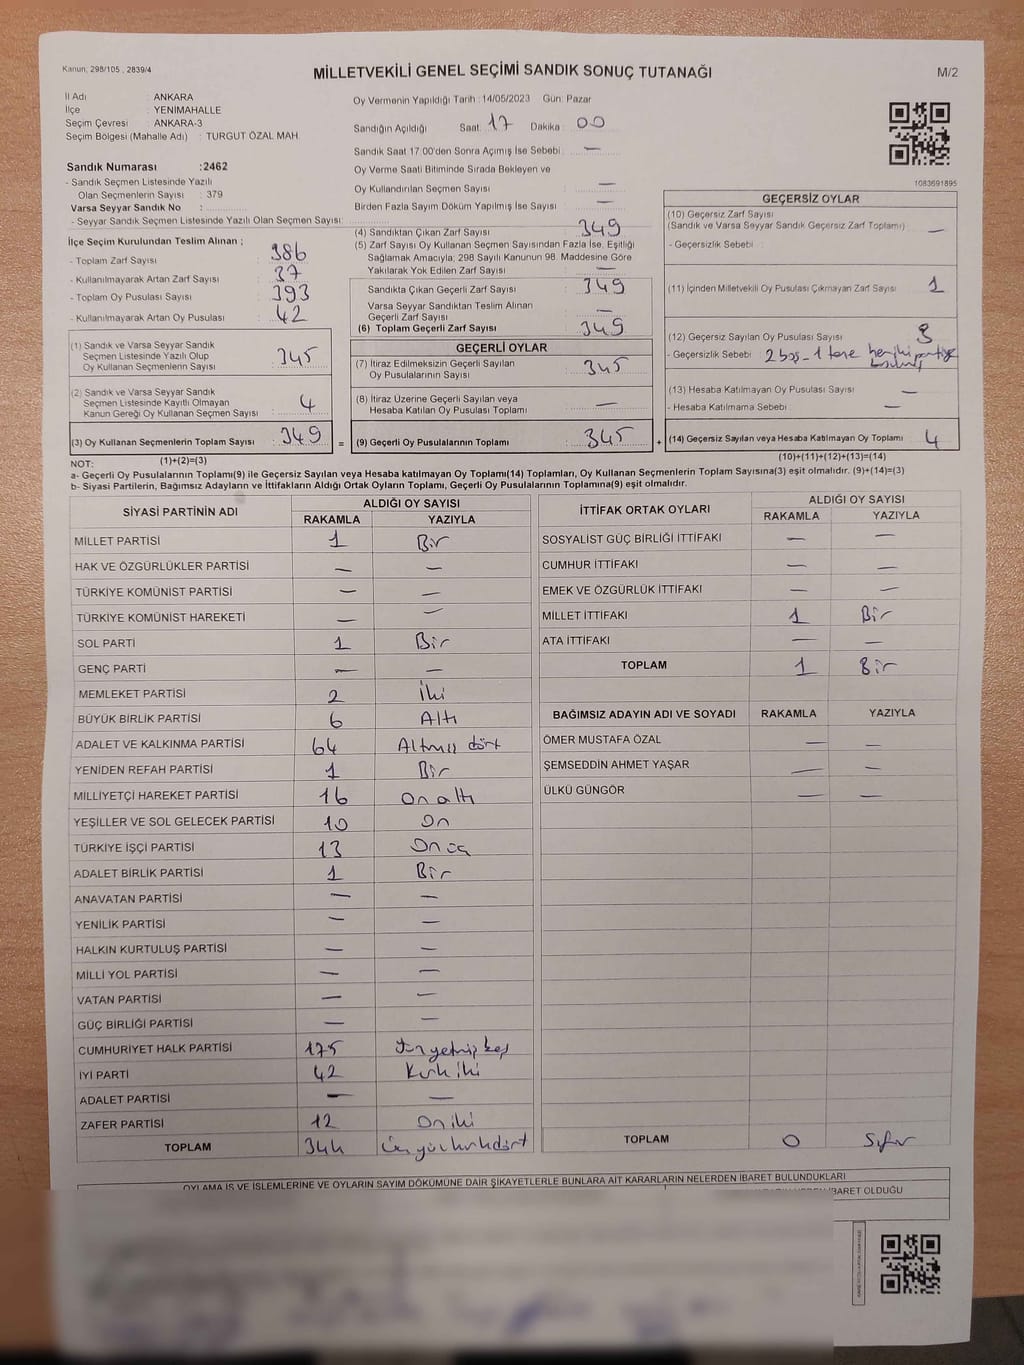 Kanun, 298/105 , 2839/4
MİLLETVEKİLİ GENEL SEÇİMİ SANDIK SONUÇ TUTANAĞI
M/2
İl Adı : ANKARA
İlçe : YENİMAHALLE
Seçim Çevresi : ANKARA-3
Seçim Bölgesi (Mahalle Adı) : TURGUT ÖZAL MAH.
Sandık Numarası :2462
- Sandık Seçmen Listesinde Yazılı
Olan Seçmenlerin Sayısı : 379
Varsa Seyyar Sandık No :
- Seyyar Sandık Seçmen Listesinde Yazılı Olan Seçmen Sayısı:
İlçe Seçim Kurulundan Teslim Alınan ;
- Toplam Zarf Sayısı : 386
- Kullanılmayarak Artan Zarf Sayısı : 37
- Toplam Oy Pusulası Sayısı : 393
- Kullanılmayarak Artan Oy Pusulası : 42
(1) Sandık ve Varsa Seyyar Sandık
Seçmen Listesinde Yazılı Olup
Oy Kullanan Seçmenlerin Sayısı : 345
(2) Sandık ve Varsa Seyyar Sandık
Seçmen Listesinde Kayıtlı Olmayan
Kanun Gereği Oy Kullanan Seçmen Sayısı : 4
(3) Oy Kullanan Seçmenlerin Toplam Sayısı : 349
(1)+(2)=(3)
Oy Vermenin Yapıldığı Tarih : 14/05/2023 Gün: Pazar
Sandığın Açıldığı Saat: 17 Dakika : 00
Sandık Saat 17:00'den Sonra Açımış İse Sebebi : —
Oy Verme Saati Bitiminde Sırada Bekleyen ve
Oy Kullandırılan Seçmen Sayısı : —
Birden Fazla Sayım Döküm Yapılmış İse Sayısı : —
(4) Sandıktan Çıkan Zarf Sayısı : 349
(5) Zarf Sayısı Oy Kullanan Seçmen Sayısından Fazla İse, Eşitliği
Sağlamak Amacıyla; 298 Sayılı Kanunun 98. Maddesine Göre
Yakılarak Yok Edilen Zarf Sayısı : —
Sandıkta Çıkan Geçerli Zarf Sayısı : 349
Varsa Seyyar Sandıktan Teslim Alınan
Geçerli Zarf Sayısı : —
(6) Toplam Geçerli Zarf Sayısı : 349
GEÇERLİ OYLAR
(7) İtiraz Edilmeksizin Geçerli Sayılan
Oy Pusulalarının Sayısı : 345
(8) İtiraz Üzerine Geçerli Sayılan veya
Hesaba Katılan Oy Pusulası Toplamı : —
= (9) Geçerli Oy Pusulalarının Toplamı : 345 +
1083691895
GEÇERSİZ OYLAR
(10) Geçersiz Zarf Sayısı
(Sandık ve Varsa Seyyar Sandık Geçersiz Zarf Toplamı) : —
- Geçersizlik Sebebi :
(11) İçinden Milletvekili Oy Pusulası Çıkmayan Zarf Sayısı : 1
(12) Geçersiz Sayılan Oy Pusulası Sayısı : 3
- Geçersizlik Sebebi : 2 boş - 1 tane her iki partiye
(13) Hesaba Katılmayan Oy Pusulası Sayısı : —
- Hesaba Katılmama Sebebi : —
(14) Geçersiz Sayılan veya Hesaba Katılmayan Oy Toplamı : 4
(10)+(11)+(12)+(13)=(14)
NOT:
a- Geçerli Oy Pusulalarının Toplamı(9) ile Geçersiz Sayılan veya Hesaba katılmayan Oy Toplamı(14) Toplamları, Oy Kullanan Seçmenlerin Toplam Sayısına(3) eşit olmalıdır. (9)+(14)=(3)
b- Siyasi Partilerin, Bağımsız Adayların ve İttifakların Aldığı Ortak Oyların Toplamı, Geçerli Oy Pusulalarının Toplamına(9) eşit olmalıdır.
SİYASİ PARTİNİN ADI ALDIĞI OY SAYISI
RAKAMLA YAZIYLA
MİLLET PARTİSİ 1 Bir
HAK VE ÖZGÜRLÜKLER PARTİSİ — —
TÜRKİYE KOMÜNİST PARTİSİ — —
TÜRKİYE KOMÜNİST HAREKETİ — —
SOL PARTİ 1 Bir
GENÇ PARTİ — —
MEMLEKET PARTİSİ 2 İki
BÜYÜK BİRLİK PARTİSİ 6 Altı
ADALET VE KALKINMA PARTİSİ 64 Altmış dört
YENİDEN REFAH PARTİSİ 1 Bir
MİLLİYETÇİ HAREKET PARTİSİ 16 On altı
YEŞİLLER VE SOL GELECEK PARTİSİ 10 On
TÜRKİYE İŞÇİ PARTİSİ 13 On üç
ADALET BİRLİK PARTİSİ 1 Bir
ANAVATAN PARTİSİ — —
YENİLİK PARTİSİ — —
HALKIN KURTULUŞ PARTİSİ — —
MİLLİ YOL PARTİSİ — —
VATAN PARTİSİ — —
GÜÇ BİRLİĞİ PARTİSİ — —
CUMHURİYET HALK PARTİSİ 175 Yüz yetmiş beş
İYİ PARTİ 42 Kırk iki
ADALET PARTİSİ — —
ZAFER PARTİSİ 12 On iki
TOPLAM 344 Üç yüz kırk dört
İTTİFAK ORTAK OYLARI ALDIĞI OY SAYISI
RAKAMLA YAZIYLA
SOSYALİST GÜÇ BİRLİĞİ İTTİFAKI — —
CUMHUR İTTİFAKI — —
EMEK VE ÖZGÜRLÜK İTTİFAKI — —
MİLLET İTTİFAKI 1 Bir
ATA İTTİFAKI — —
TOPLAM 1 Bir
BAĞIMSIZ ADAYIN ADI VE SOYADI RAKAMLA YAZIYLA
ÖMER MUSTAFA ÖZAL — —
ŞEMSEDDİN AHMET YAŞAR — —
ÜLKÜ GÜNGÖR — —
TOPLAM 0 Sıfır
OYLAMA İŞ VE İŞLEMLERİNE VE OYLARIN SAYIM DÖKÜMÜNE DAİR ŞİKAYETLERLE BUNLARA AİT KARARLARIN NELERDEN İBARET BULUNDUKLARI
İBARET OLDUĞU